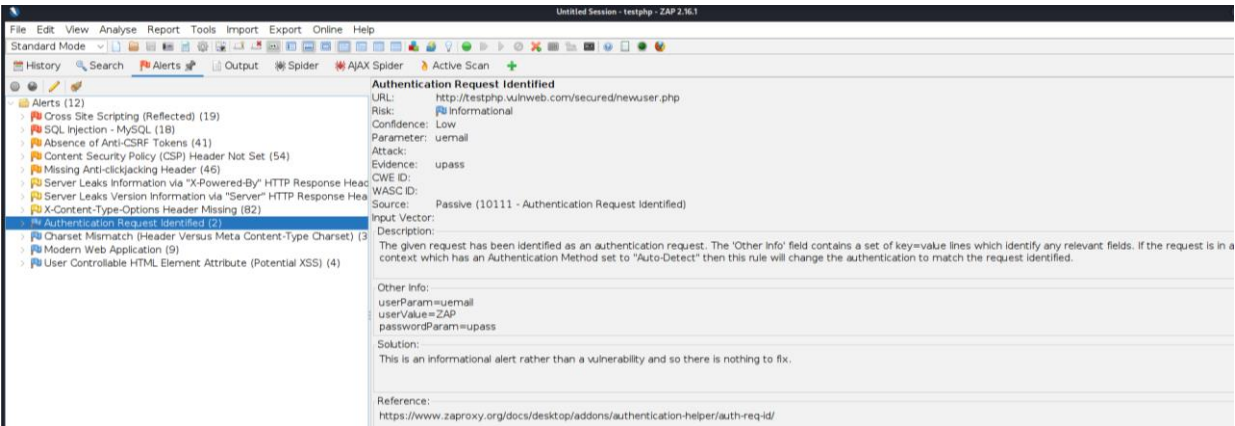 Untitled Session - testphp - ZAP 2.16.1
File Edit View Analyse Report Tools Import Export Online Help
Standard Mode
History Search Alerts Output Spider AJAX Spider Active Scan
Alerts (12)
Cross Site Scripting (Reflected) (19)
SQL Injection - MySQL (18)
Absence of Anti-CSRF Tokens (41)
Content Security Policy (CSP) Header Not Set (54)
Missing Anti-clickjacking Header (46)
Server Leaks Information via "X-Powered-By" HTTP Response Head
Server Leaks Version Information via "Server" HTTP Response Hea
X-Content-Type-Options Header Missing (82)
Authentication Request Identified (2)
Charset Mismatch (Header Versus Meta Content-Type Charset) (3
Modern Web Application (9)
User Controllable HTML Element Attribute (Potential XSS) (4)
Authentication Request Identified
URL: http://testphp.vulnweb.com/secured/newuser.php
Risk: Informational
Confidence: Low
Parameter: uemail
Attack:
Evidence: upass
CWE ID:
WASC ID:
Source: Passive (10111 - Authentication Request Identified)
Input Vector:
Description:
The given request has been identified as an authentication request. The 'Other Info' field contains a set of key=value lines which identify any relevant fields. If the request is in a
context which has an Authentication Method set to "Auto-Detect" then this rule will change the authentication to match the request identified.
Other Info:
userParam=uemail
userValue=ZAP
passwordParam=upass
Solution:
This is an informational alert rather than a vulnerability and so there is nothing to fix.
Reference:
https://www.zaproxy.org/docs/desktop/addons/authentication-helper/auth-req-id/